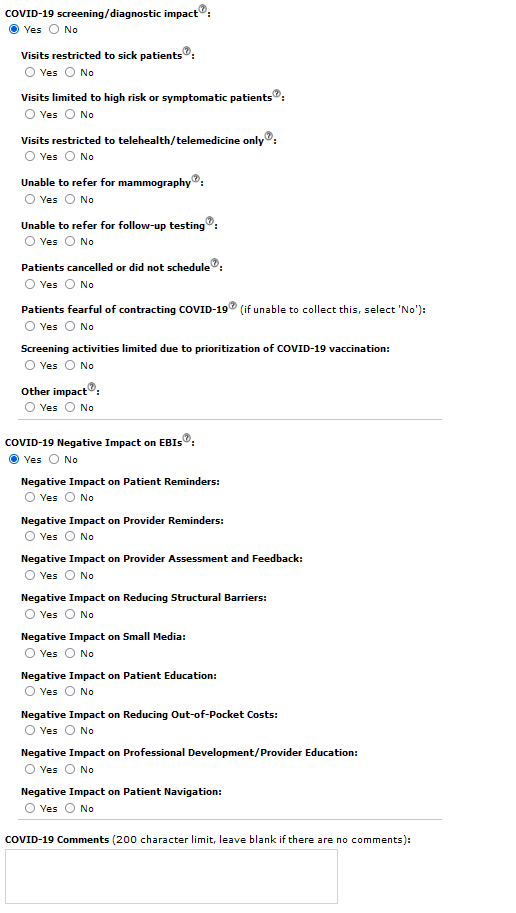 COVID-19 screening/diagnostic impact?:
Yes No
Visits restricted to sick patients?:
Yes No
Visits limited to high risk or symptomatic patients?:
Yes No
Visits restricted to telehealth/telemedicine only?:
Yes No
Unable to refer for mammography?:
Yes No
Unable to refer for follow-up testing?:
Yes No
Patients cancelled or did not schedule?:
Yes No
Patients fearful of contracting COVID-19? (if unable to collect this, select 'No'):
Yes No
Screening activities limited due to prioritization of COVID-19 vaccination:
Yes No
Other impact?:
Yes No
COVID-19 Negative Impact on EBIs?:
Yes No
Negative Impact on Patient Reminders:
Yes No
Negative Impact on Provider Reminders:
Yes No
Negative Impact on Provider Assessment and Feedback:
Yes No
Negative Impact on Reducing Structural Barriers:
Yes No
Negative Impact on Small Media:
Yes No
Negative Impact on Patient Education:
Yes No
Negative Impact on Reducing Out-of-Pocket Costs:
Yes No
Negative Impact on Professional Development/Provider Education:
Yes No
Negative Impact on Patient Navigation:
Yes No
COVID-19 Comments (200 character limit, leave blank if there are no comments):